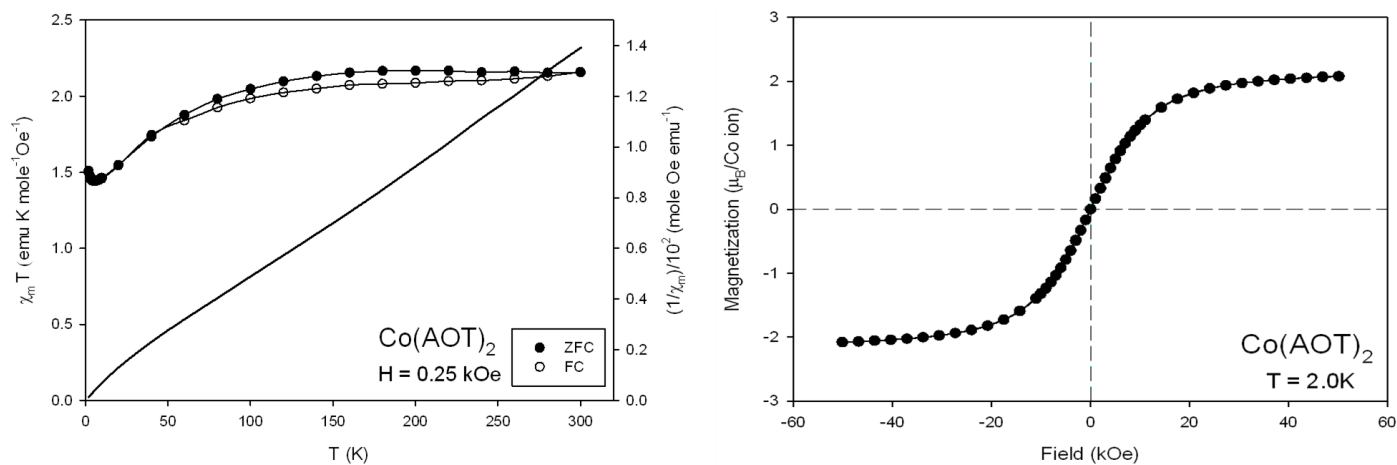 2.5
2.0
1.5
1.0
0.5
0.0
χm T (emu K mole⁻¹Oe⁻¹)
0 50 100 150 200 250 300
T (K)
1.4
1.2
1.0
0.8
0.6
0.4
0.2
0.0
(1/χm)/10² (mole Oe emu⁻¹)
Co(AOT)₂
H = 0.25 kOe
ZFC
FC
3
2
1
0
-1
-2
-3
Magnetization (μB/Co ion)
-60 -40 -20 0 20 40 60
Field (kOe)
Co(AOT)₂
T = 2.0K